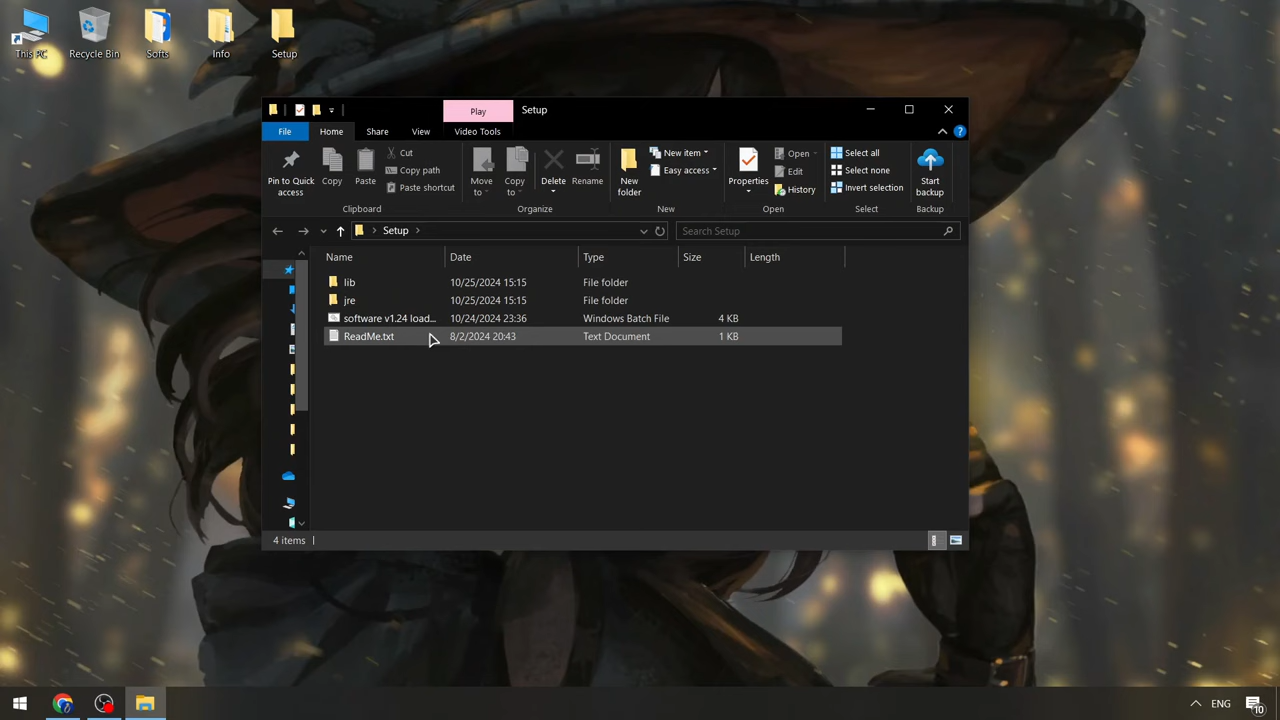 This PC
Recycle Bin
Softs
Info
Setup
Play
Setup
File
Home
Share
View
Video Tools
Pin to Quick access
Copy
Paste
Cut
Copy path
Paste shortcut
Clipboard
Move to
Copy to
Delete
Rename
Organize
New folder
New item
Easy access
New
Properties
Open
Edit
History
Open
Select all
Select none
Invert selection
Select
Start backup
Backup
Setup
Search Setup
Name Date Type Size Length
lib 10/25/2024 15:15 File folder
jre 10/25/2024 15:15 File folder
software v1.24 load... 10/24/2024 23:36 Windows Batch File 4 KB
ReadMe.txt 8/2/2024 20:43 Text Document 1 KB
4 items
ENG
10